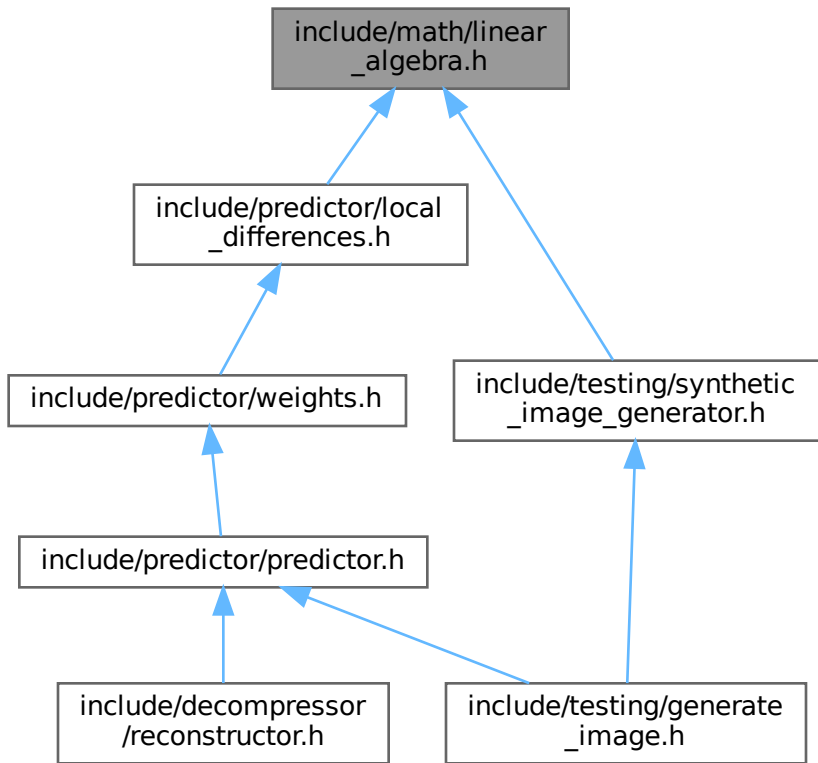 include/math/linear
_algebra.h
include/predictor/local
_differences.h
include/predictor/weights.h
include/testing/synthetic
_image_generator.h
include/predictor/predictor.h
include/decompressor
/reconstructor.h
include/testing/generate
_image.h